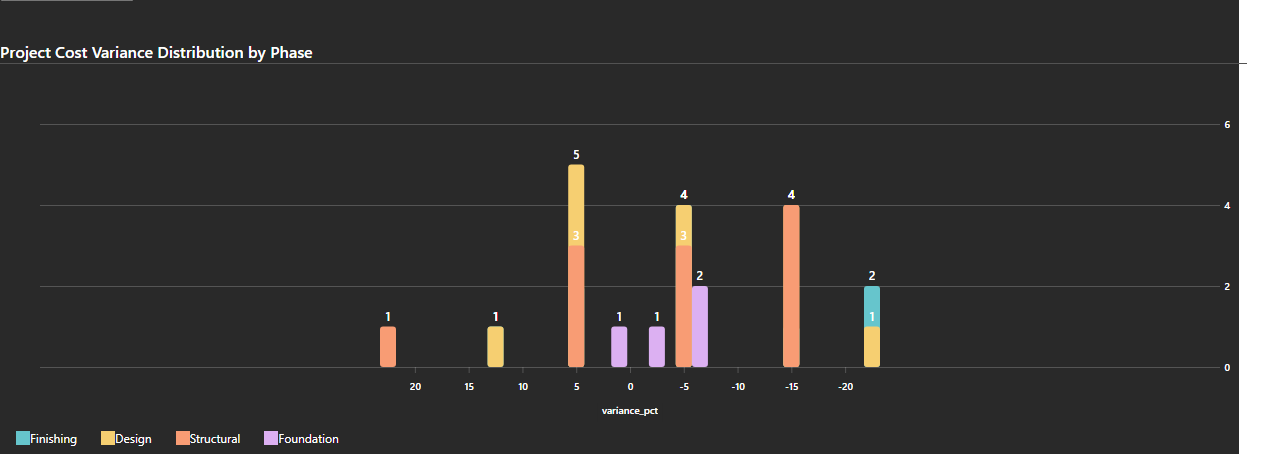 Project Cost Variance Distribution by Phase
6
5
4 4 4
3 3
2 2 2
1 1 1 1 1
0
20 15 10 5 0 -5 -10 -15 -20
variance_pct
Finishing Design Structural Foundation